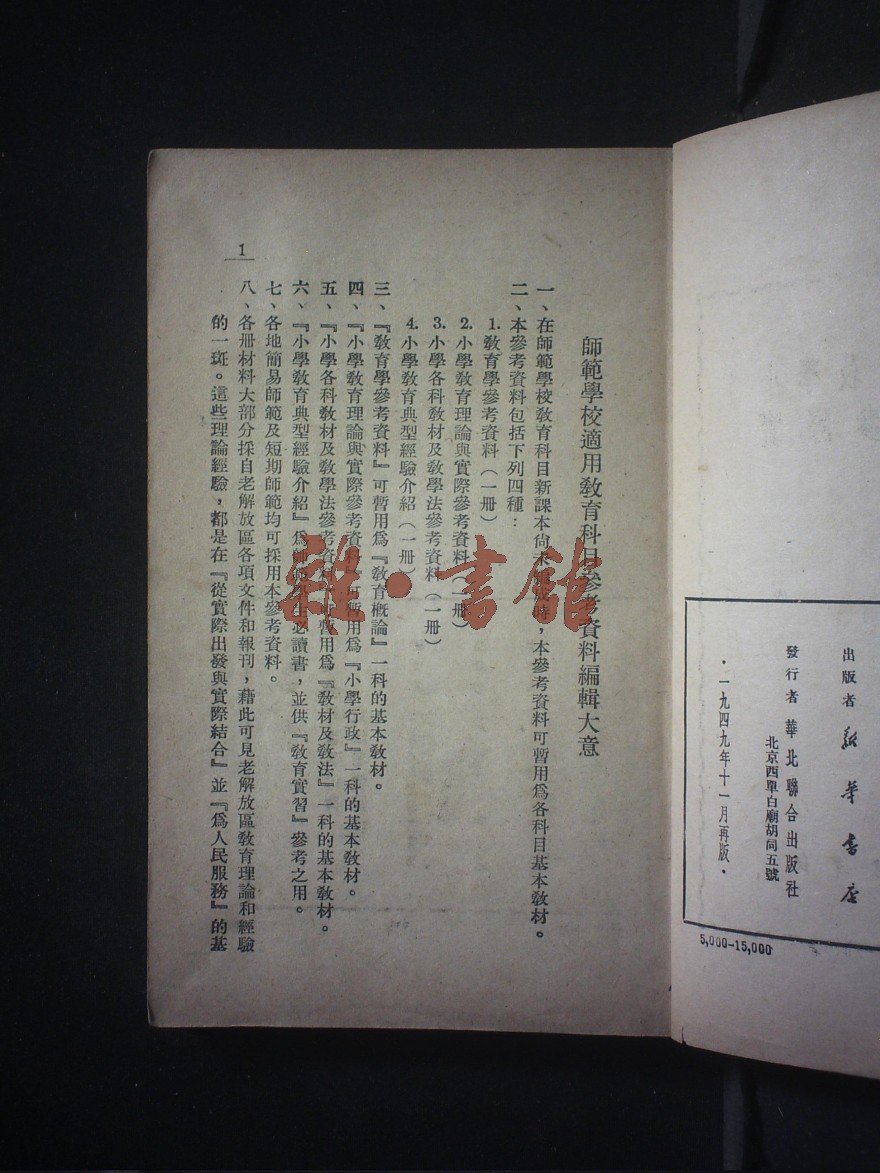 出版者 新華書店
發行者 華北聯合出版社
北京西單白廟胡同五號
·一九四九年十一月再版·
5,000—15,000
師範學校適用教育科目參考資料編輯大意
一、在師範學校教育科目新課本尚未編成時，本參考資料可暫用爲各科目基本教材。
二、本參考資料包括下列四種：
1. 教育學參考資料（一册）
2. 小學教育理論與實際參考資料（一册）
3. 小學各科教材及教學法參考資料（一册）
4. 小學教育典型經驗介紹（一册）
三、『教育學參考資料』可暫用爲『教育概論』一科的基本教材。
四、『小學教育理論與實際參考資料』可暫用爲『小學行政』一科的基本教材。
五、『小學各科教材及教學法參考資料』可暫用爲『教材及教法』一科的基本教材。
六、『小學教育典型經驗介紹』爲師範學生必讀書，並供『教育實習』參考之用。
七、各地簡易師範及短期師範均可採用本參考資料。
八、各册材料大部分採自老解放區各項文件和報刊，藉此可見老解放區教育理論和經驗
的一斑。這些理論經驗，都是在『從實際出發與實際結合』並『爲人民服務』的基
1
雜·書館